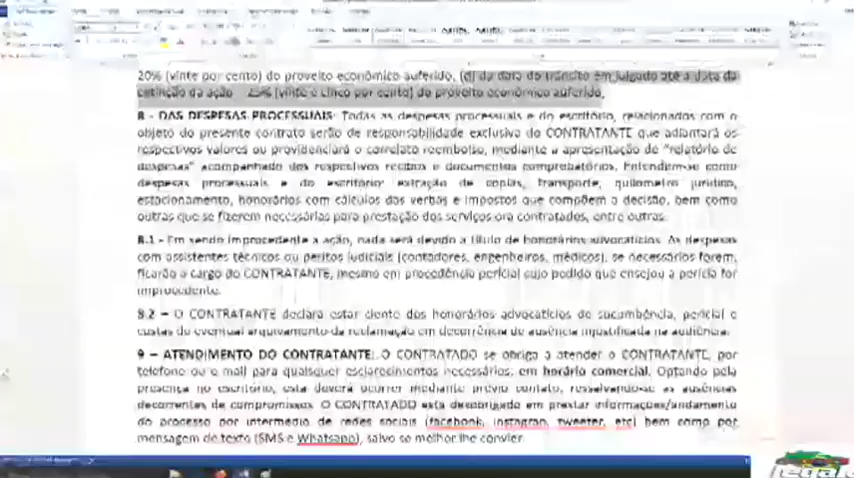 20% (vinte por cento) do proveito econômico auferido, (d) da data do trânsito em julgado até a data da
extinção da ação – 25% (vinte e cinco por cento) do proveito econômico auferido.
8 - DAS DESPESAS PROCESSUAIS: Todas as despesas processuais e do escritório, relacionados com o
objeto do presente contrato serão de responsabilidade exclusiva do CONTRATANTE que adiantará os
respectivos valores ou providenciará o correlato reembolso, mediante a apresentação de "relatório de
despesas" acompanhado dos respectivos recibos e documentos comprobatórios. Entendem-se como
despesas processuais e do escritório: extração de copias, transporte, quilometro jurídico,
estacionamento, honorários com cálculos das verbas e impostos que compõem a decisão, bem como
outras que se fizerem necessárias para prestação dos serviços ora contratados, entre outras.
8.1 - Em sendo improcedente a ação, nada será devido a título de honorários advocatícios. As despesas
com assistentes técnicos ou peritos judiciais (contadores, engenheiros, médicos), se necessários forem,
ficarão a cargo do CONTRATANTE, mesmo em procedência pericial cujo pedido que ensejou a perícia for
improcedente.
8.2 – O CONTRATANTE declara estar ciente dos honorários advocatícios de sucumbência, periciais e
custas do eventual arquivamento da reclamação em decorrência de ausência injustificada na audiência.
9 – ATENDIMENTO DO CONTRATANTE: O CONTRATADO se obriga a atender o CONTRATANTE, por
telefone ou e mail para quaisquer esclarecimentos necessários, em horário comercial. Optando pela
presença no escritório, esta deverá ocorrer mediante prévio contato, ressalvando-se as ausências
decorrentes de compromissos. O CONTRATADO esta desobrigado em prestar informações/andamento
do processo por intermedio de redes sociais (facebook, instagran, tweeter, etc) bem como por
mensagem de texto (SMS e Whatsapp), salvo se melhor lhe convier.